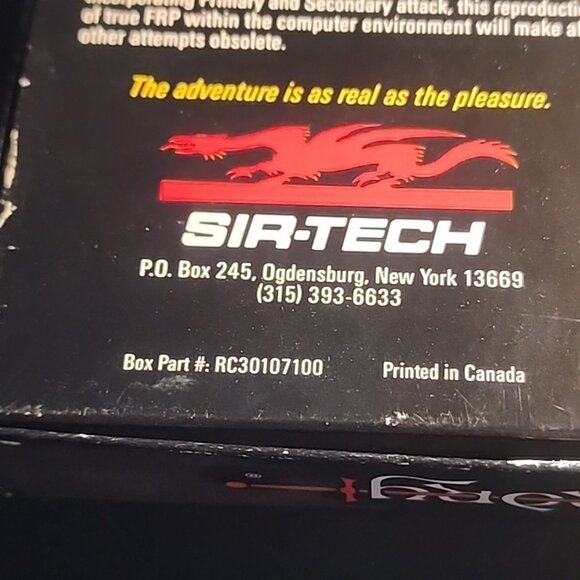 incorporating Primary and Secondary attack, this
of true FRP within the computer environment will make
other attempts obsolete.
The adventure is as real as the pleasure.
SIR-TECH
P.O. Box 245, Ogdensburg, New York 13669
(315) 393-6633
Box Part #: RC30107100
Printed in Canada
®